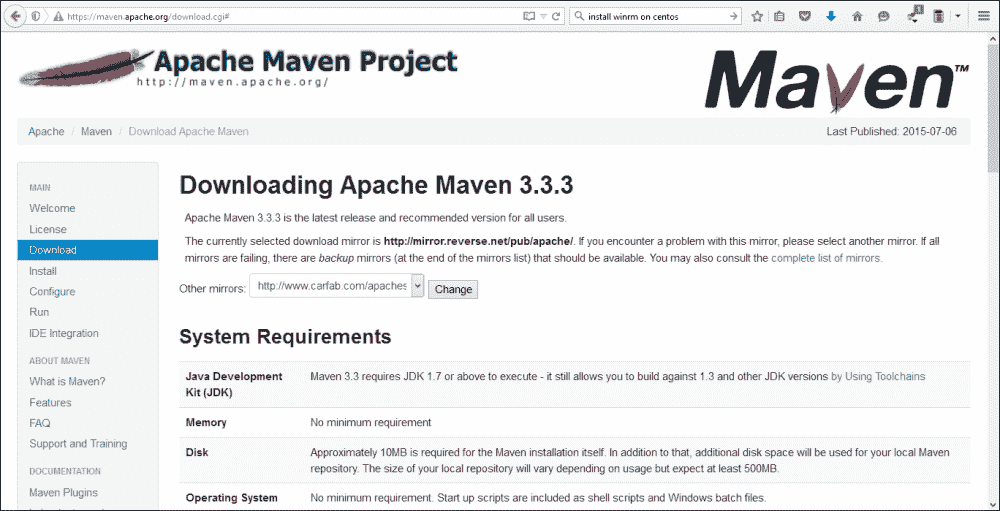 https://maven.apache.org/download.cgi#
install winrm on centos
Apache Maven Project
http://maven.apache.org/
Maven™
Apache / Maven / Download Apache Maven
Last Published: 2015-07-06
MAIN
Welcome
License
Download
Install
Configure
Run
IDE Integration
ABOUT MAVEN
What is Maven?
Features
FAQ
Support and Training
DOCUMENTATION
Maven Plugins
Downloading Apache Maven 3.3.3
Apache Maven 3.3.3 is the latest release and recommended version for all users.
The currently selected download mirror is http://mirror.reverse.net/pub/apache/. If you encounter a problem with this mirror, please select another mirror. If all
mirrors are failing, there are backup mirrors (at the end of the mirrors list) that should be available. You may also consult the complete list of mirrors.
Other mirrors: http://www.carfab.com/apaches Change
System Requirements
Java Development Kit (JDK)
Maven 3.3 requires JDK 1.7 or above to execute - it still allows you to build against 1.3 and other JDK versions by Using Toolchains
Memory
No minimum requirement
Disk
Approximately 10MB is required for the Maven installation itself. In addition to that, additional disk space will be used for your local Maven
repository. The size of your local repository will vary depending on usage but expect at least 500MB.
Operating System
No minimum requirement. Start up scripts are included as shell scripts and Windows batch files.